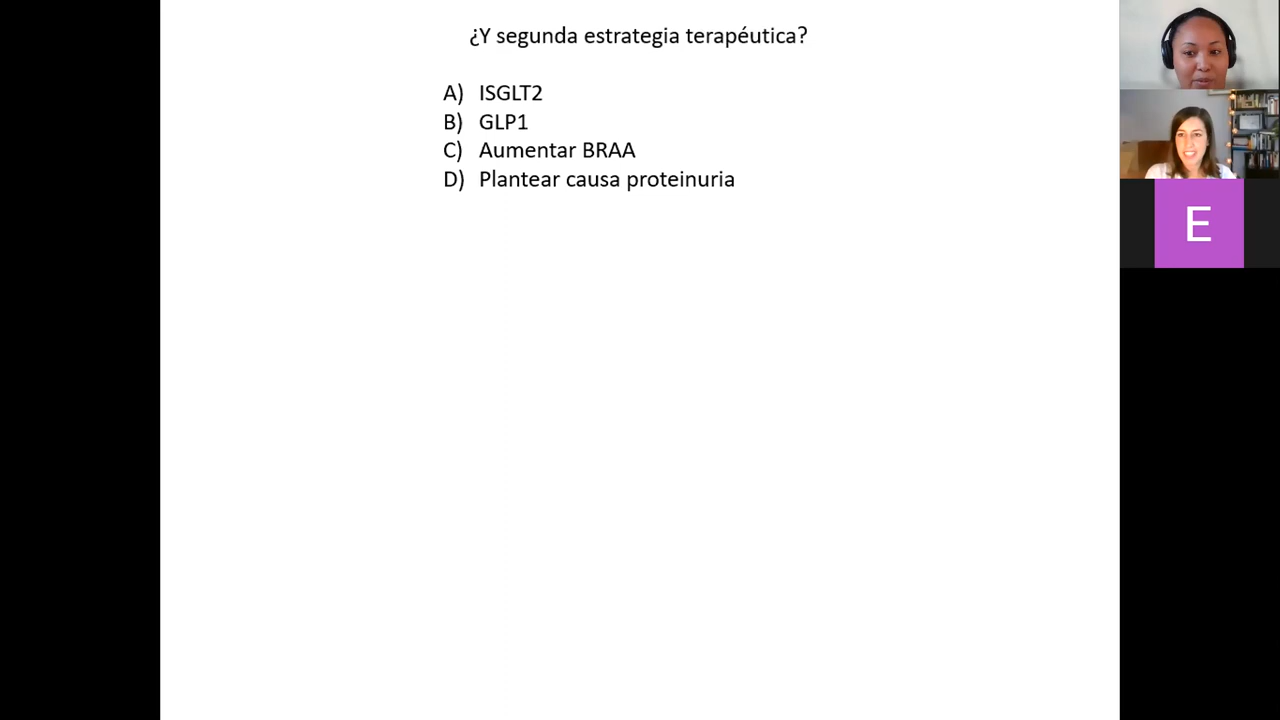 ¿Y segunda estrategia terapéutica?
A) ISGLT2
B) GLP1
C) Aumentar BRAA
D) Plantear causa proteinuria
E